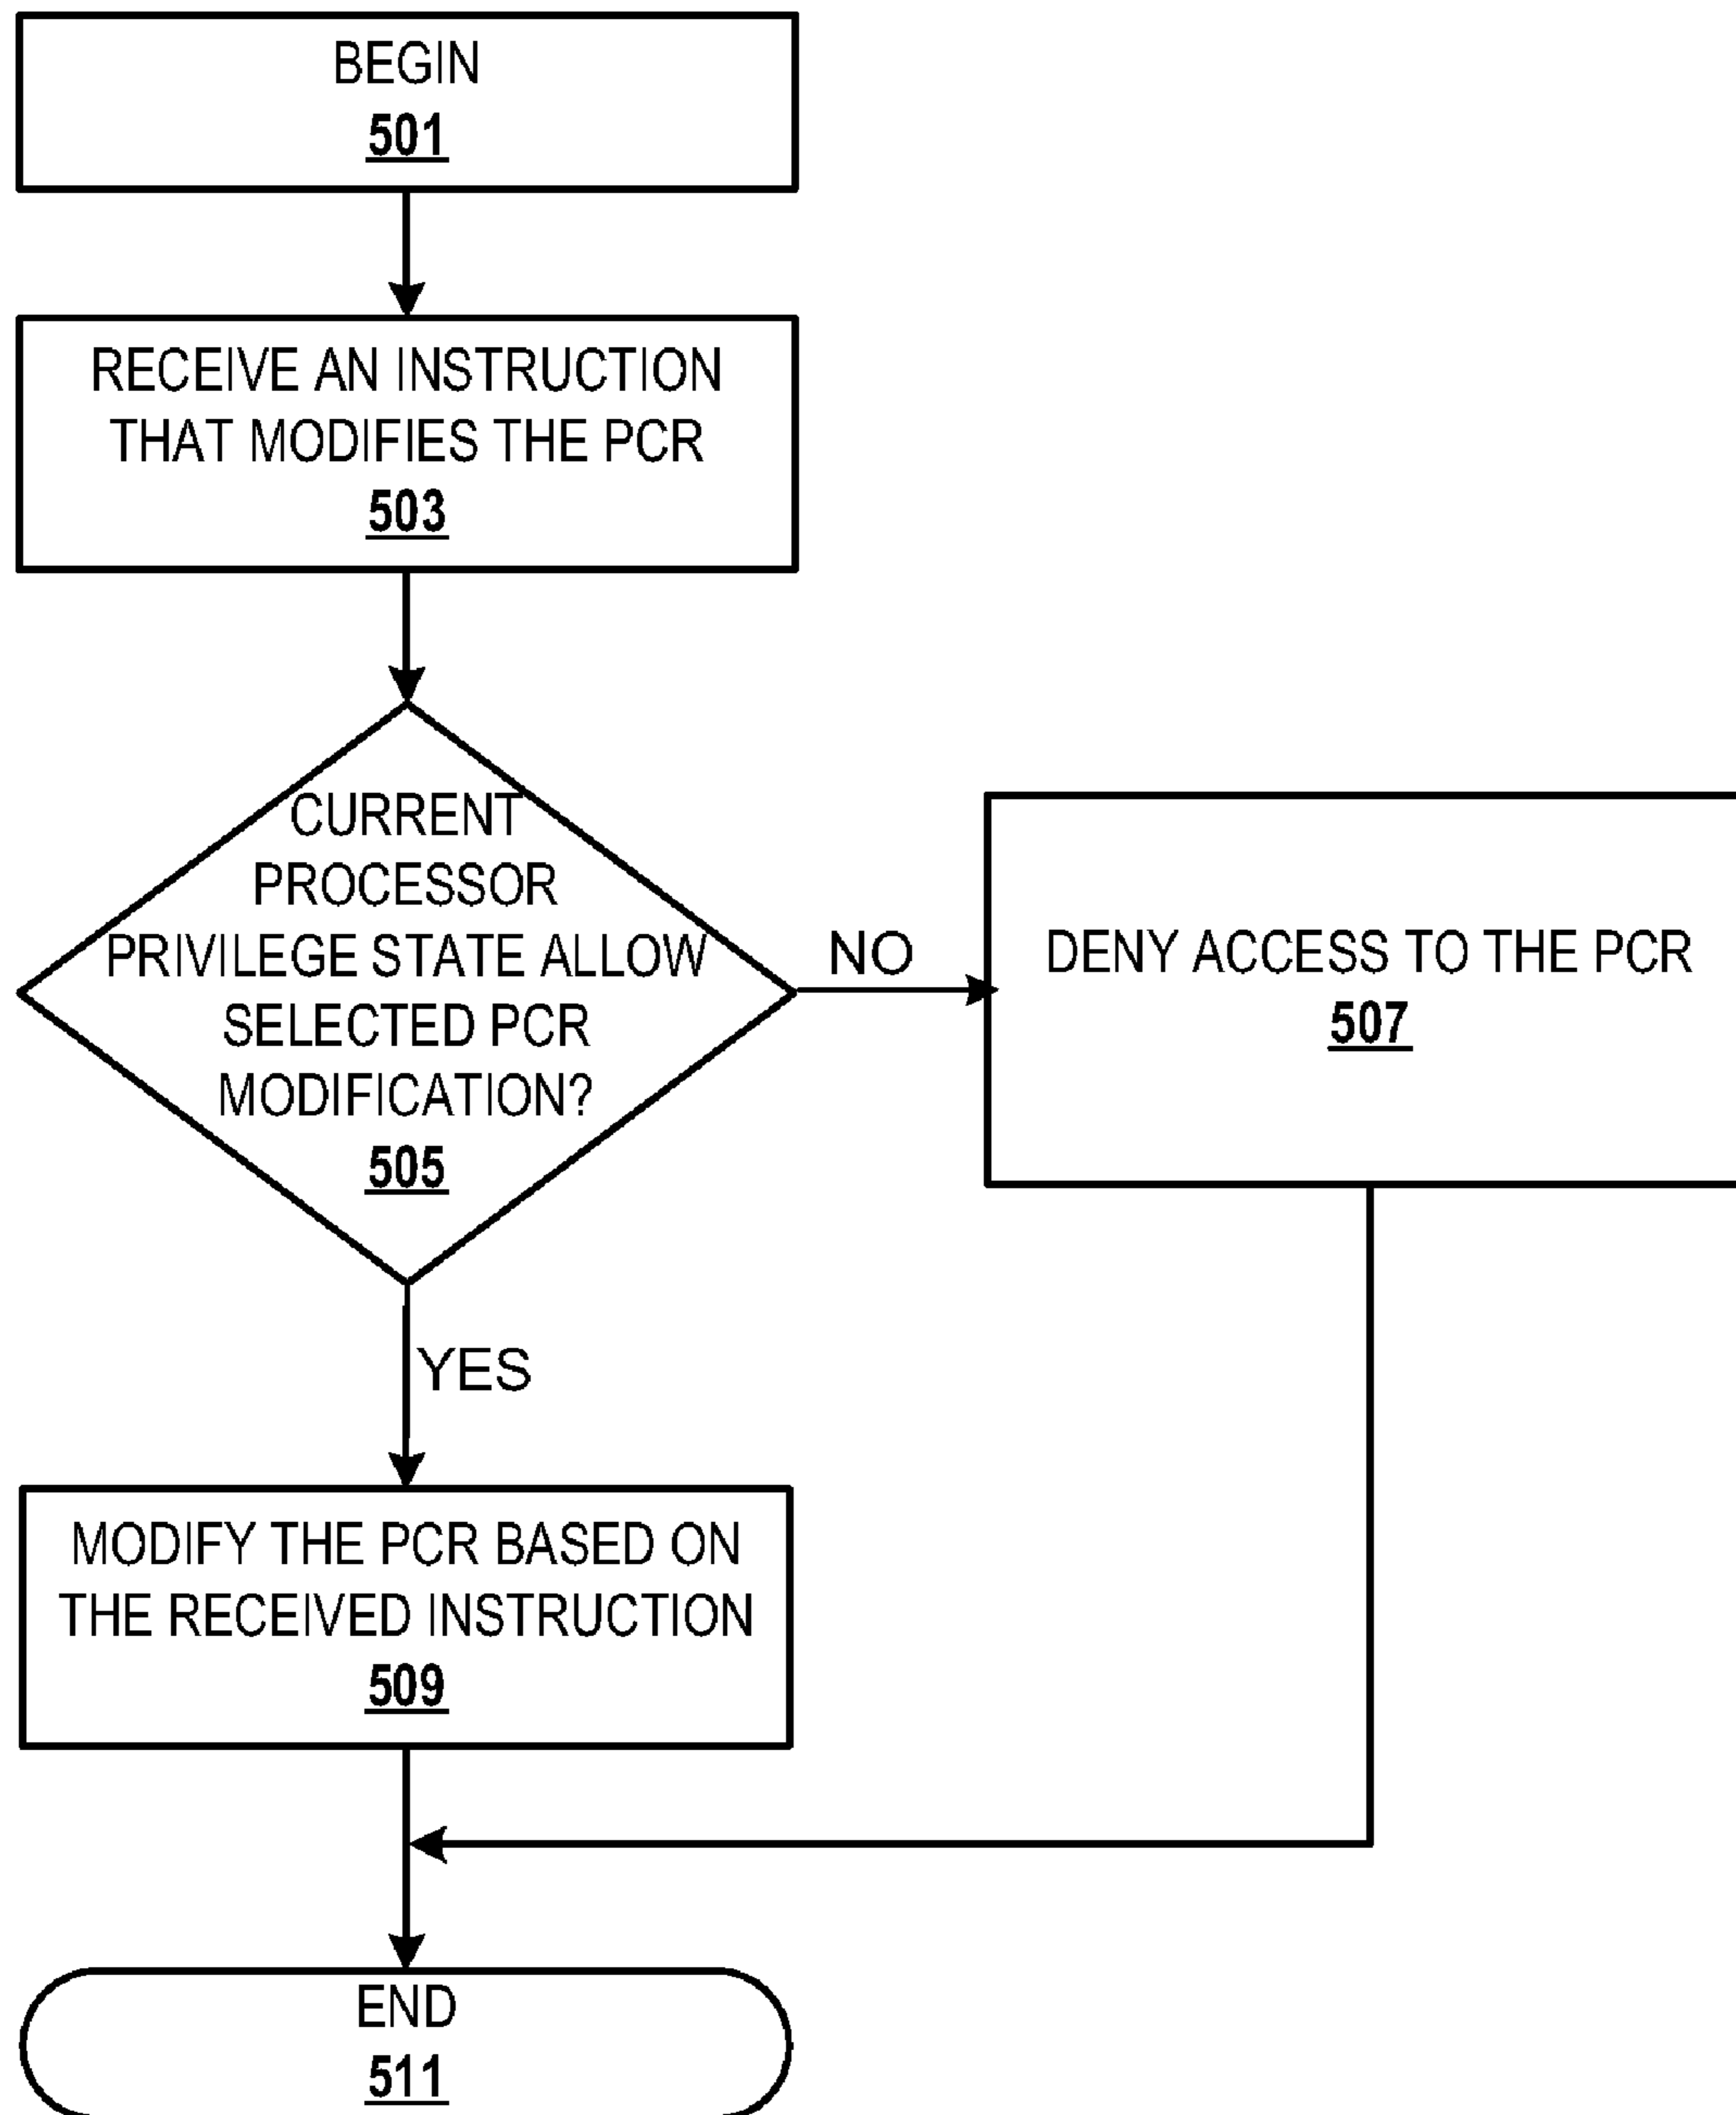 BEGIN
501
RECEIVE AN INSTRUCTION
THAT MODIFIES THE PCR
503
CURRENT
PROCESSOR
PRIVILEGE STATE ALLOW
SELECTED PCR
MODIFICATION?
505
NO
DENY ACCESS TO THE PCR
507
YES
MODIFY THE PCR BASED ON
THE RECEIVED INSTRUCTION
509
END
511